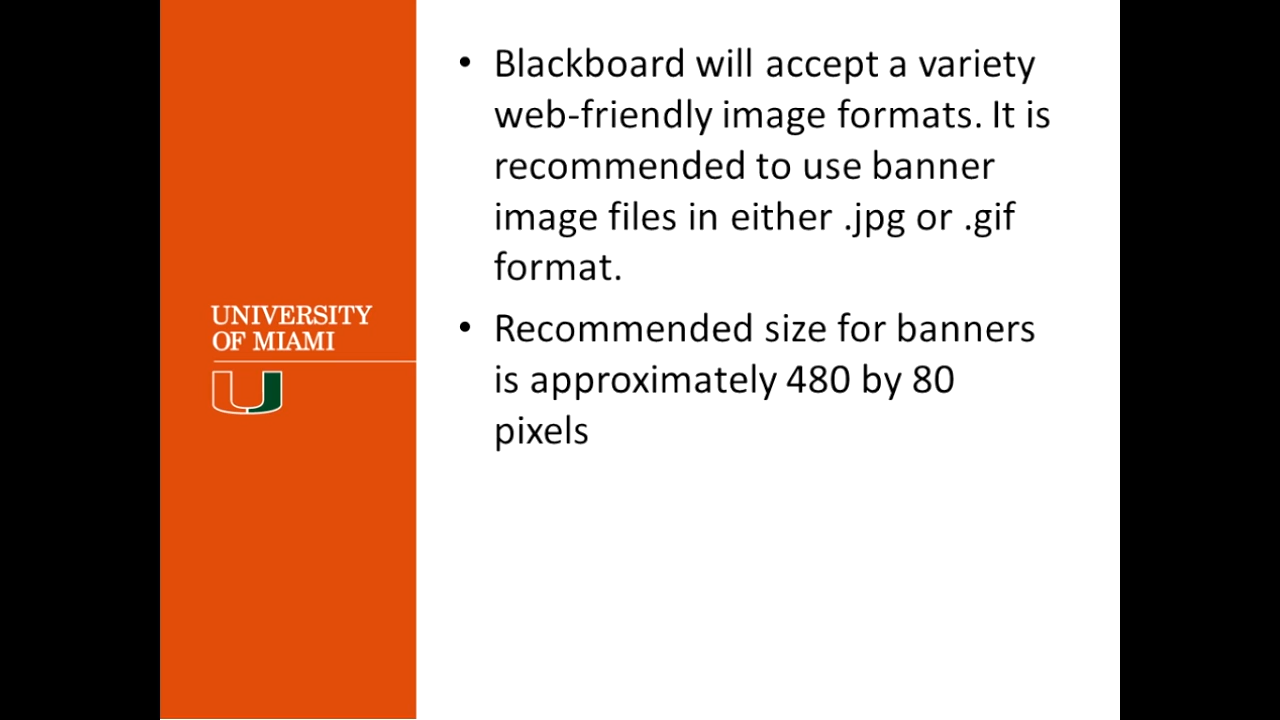 UNIVERSITY
OF MIAMI
• Blackboard will accept a variety
web-friendly image formats. It is
recommended to use banner
image files in either .jpg or .gif
format.
• Recommended size for banners
is approximately 480 by 80
pixels